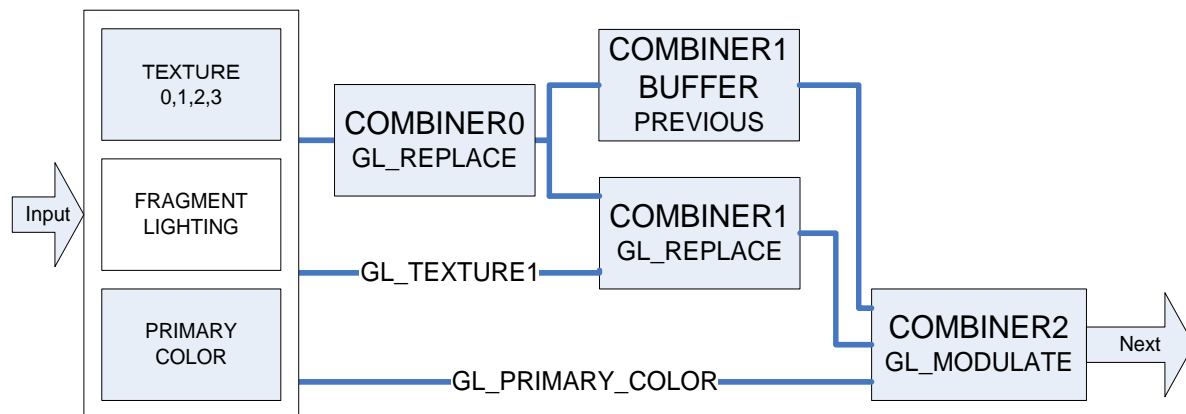 Input
TEXTURE
0,1,2,3
FRAGMENT
LIGHTING
PRIMARY
COLOR
COMBINER0
GL_REPLACE
COMBINER1
BUFFER
PREVIOUS
COMBINER1
GL_REPLACE
GL_TEXTURE1
GL_PRIMARY_COLOR
COMBINER2
GL_MODULATE
Next